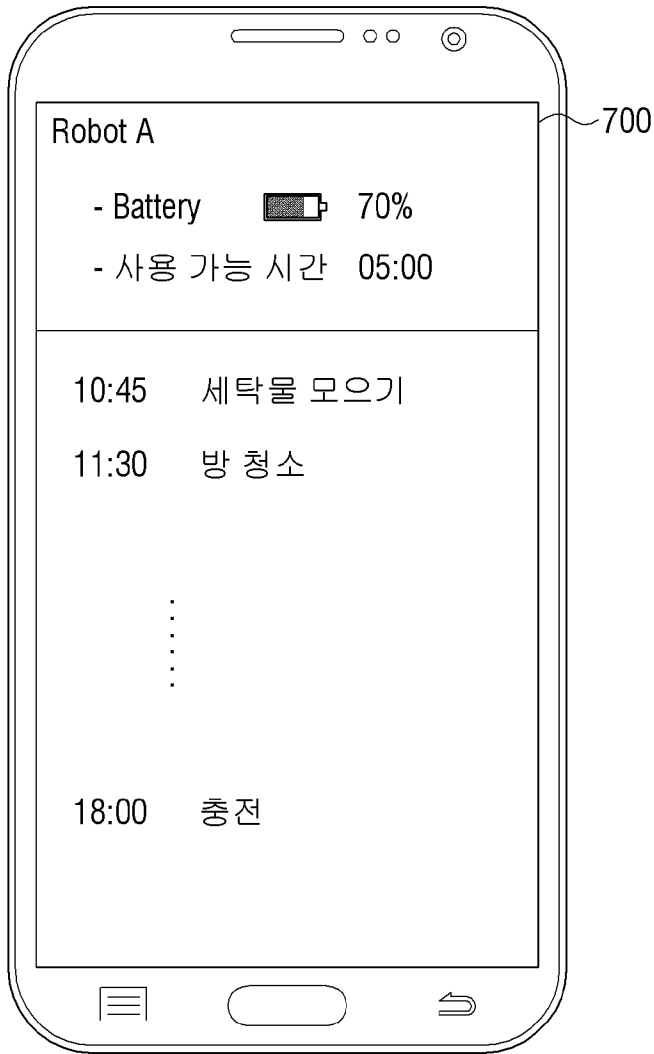 Robot A
700
- Battery 70%
- 사용 가능 시간 05:00
10:45 세탁물 모으기
11:30 방 청소
18:00 충전